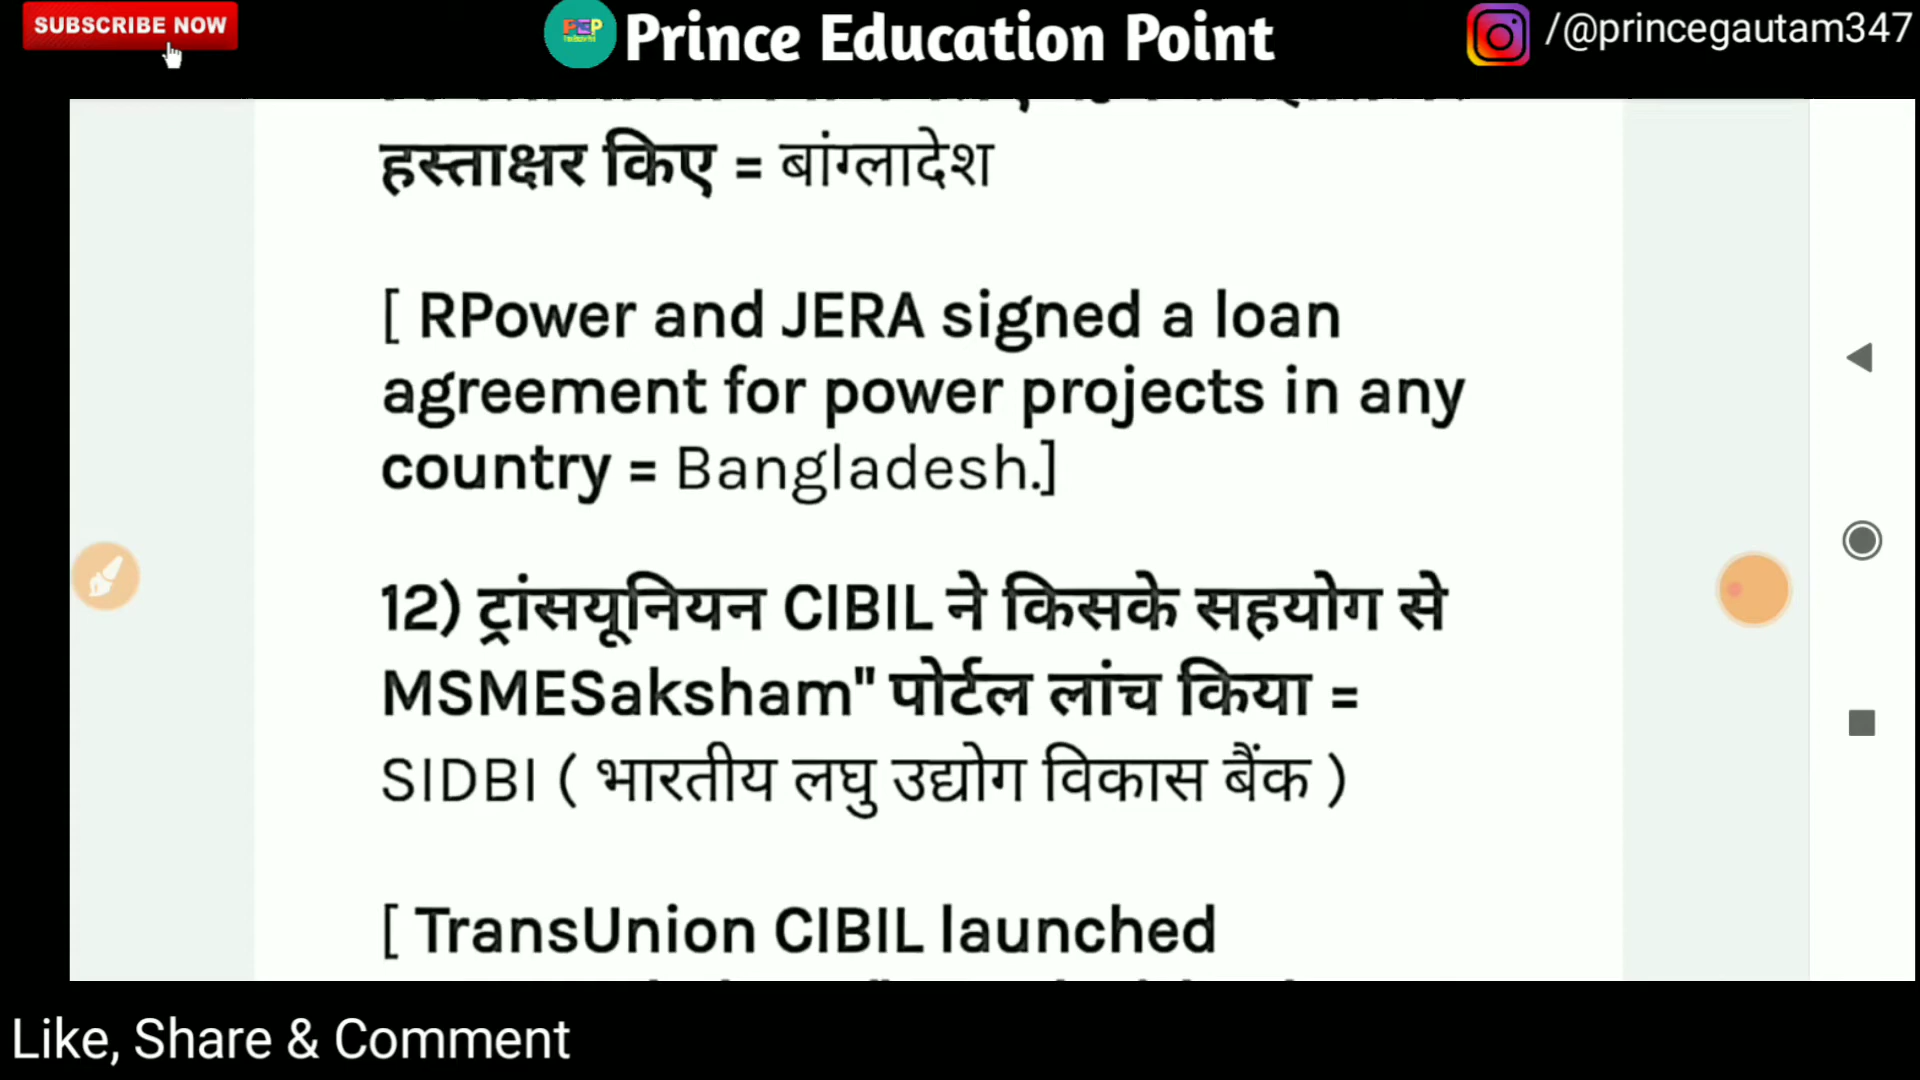 SUBSCRIBE NOW
PEP
Prince Education Point
/@princegautam347
हस्ताक्षर किए = बांग्लादेश
[ RPower and JERA signed a loan
agreement for power projects in any
country = Bangladesh.]
12) ट्रांसयूनियन CIBIL ने किसके सहयोग से
MSMESaksham" पोर्टल लांच किया =
SIDBI ( भारतीय लघु उद्योग विकास बैंक )
[ TransUnion CIBIL launched
Like, Share & Comment